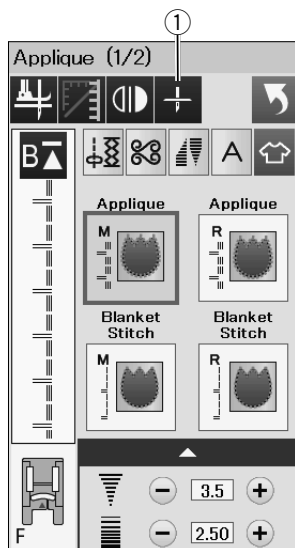 1
Applique (1/2)
B
A
Applique Applique
M R
Blanket Stitch Blanket Stitch
M R
3.5
F
2.50